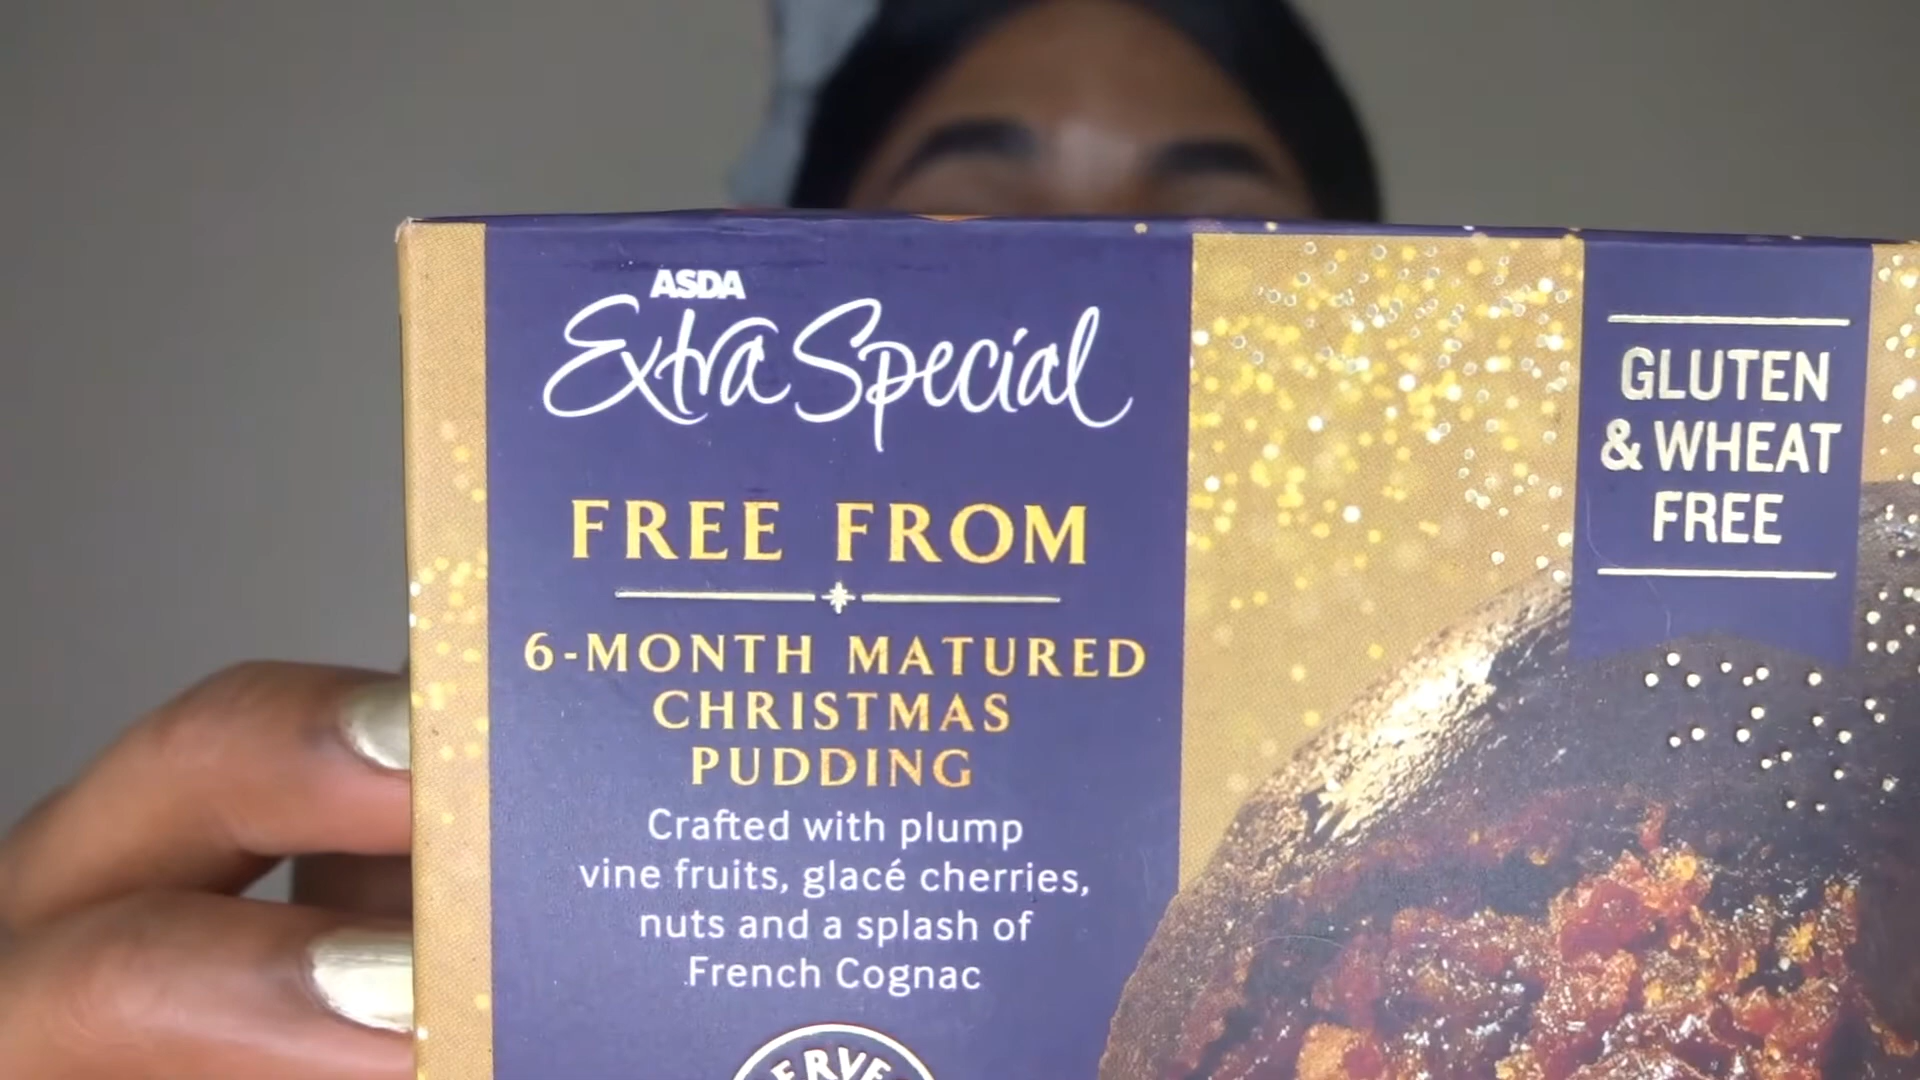 ASDA
Extra Special
FREE FROM
6-MONTH MATURED
CHRISTMAS
PUDDING
Crafted with plump
vine fruits, glacé cherries,
nuts and a splash of
French Cognac
GLUTEN
& WHEAT
FREE